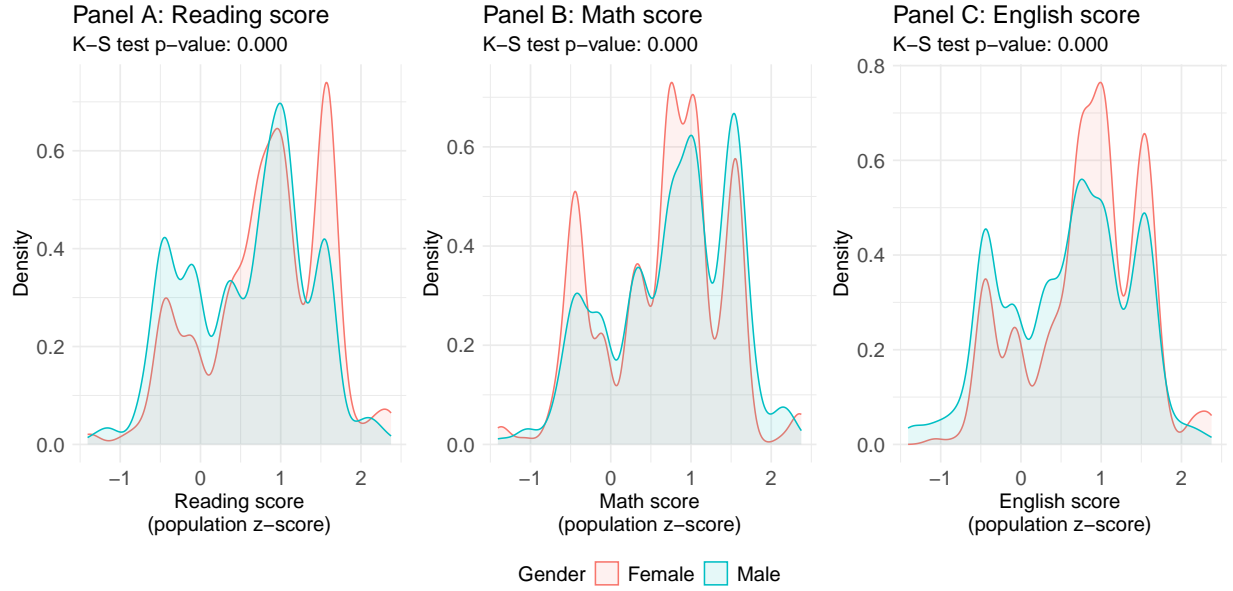 Panel A: Reading score
K−S test p−value: 0.000
Density
0.6
0.4
0.2
0.0
−1 0 1 2
Reading score
(population z−score)
Panel B: Math score
K−S test p−value: 0.000
Density
0.6
0.4
0.2
0.0
−1 0 1 2
Math score
(population z−score)
Panel C: English score
K−S test p−value: 0.000
Density
0.8
0.6
0.4
0.2
0.0
−1 0 1 2
English score
(population z−score)
Gender Female Male